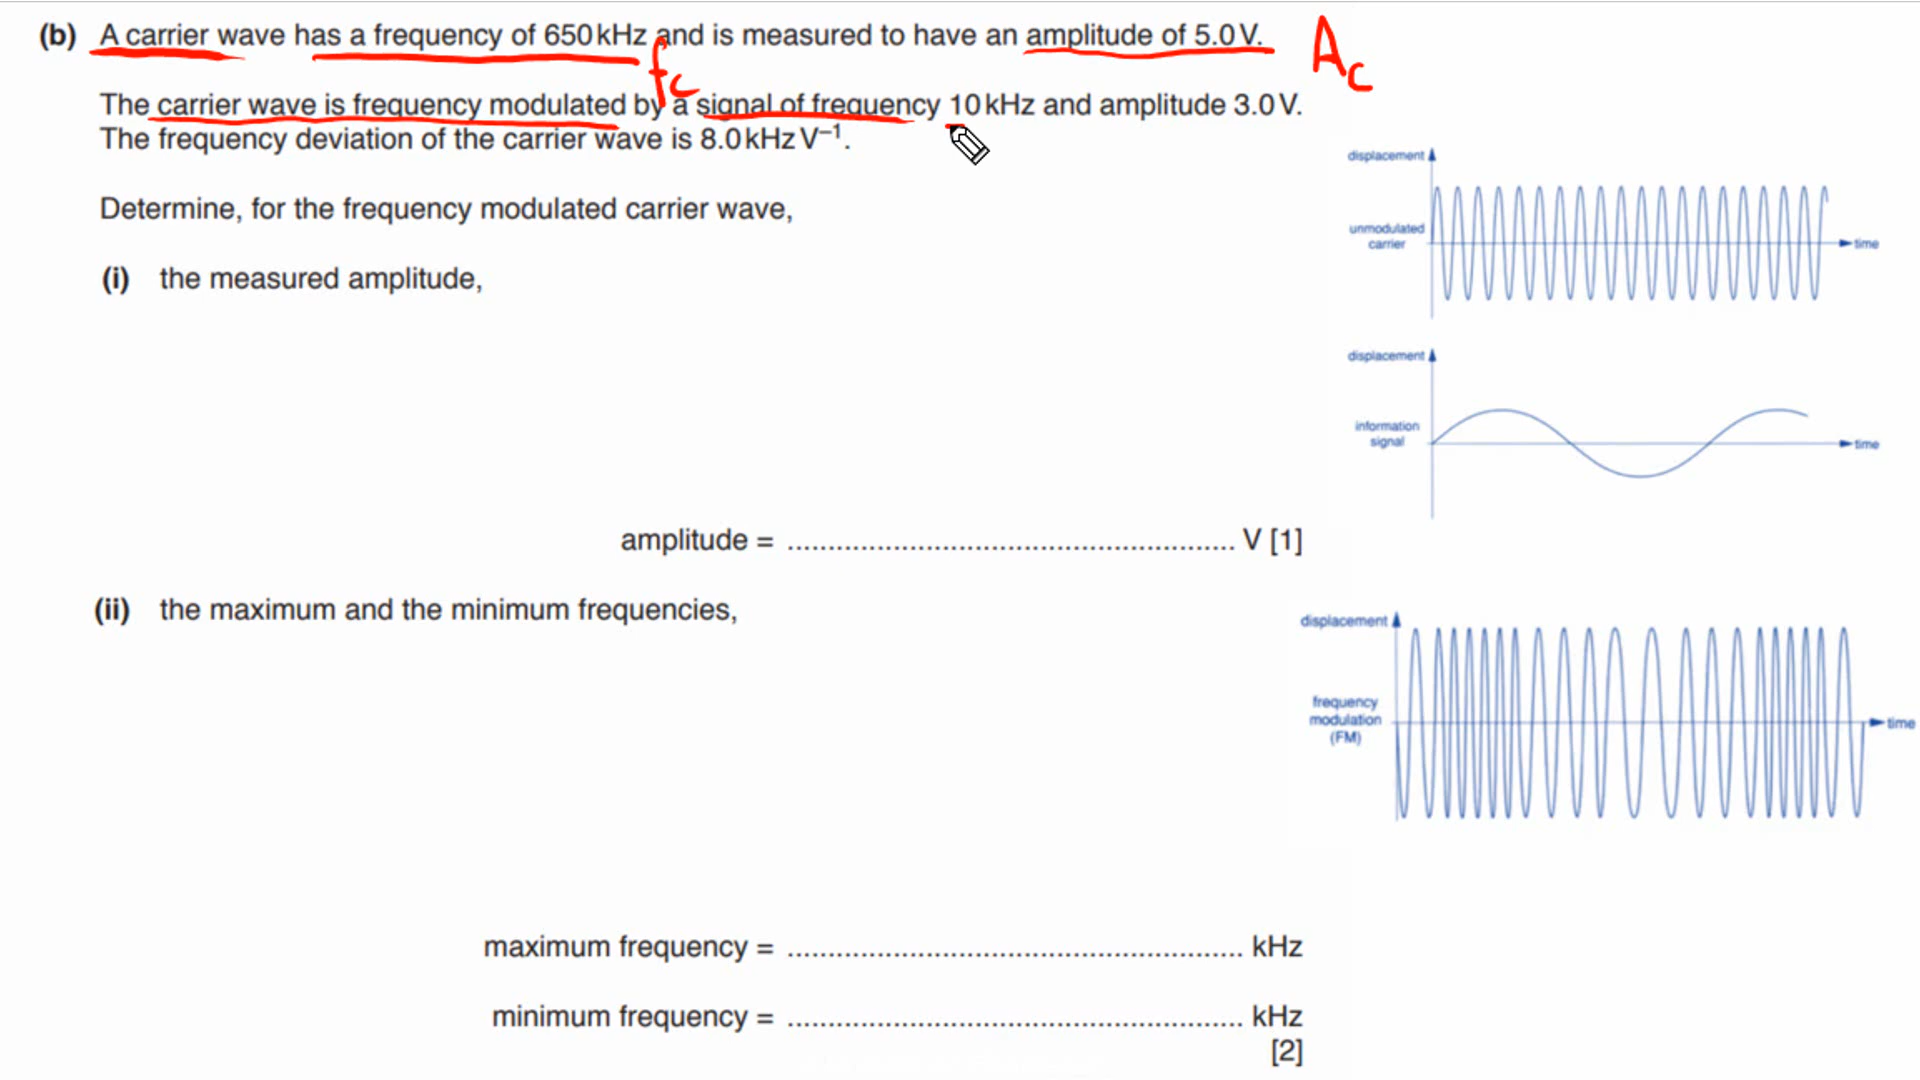 (b) A carrier wave has a frequency of 650 kHz and is measured to have an amplitude of 5.0 V.
Ac
fc
The carrier wave is frequency modulated by a signal of frequency 10 kHz and amplitude 3.0 V.
The frequency deviation of the carrier wave is 8.0 kHz V⁻¹.
Determine, for the frequency modulated carrier wave,
(i) the measured amplitude,
amplitude = ........................................................ V [1]
(ii) the maximum and the minimum frequencies,
maximum frequency = ......................................................... kHz
minimum frequency = ......................................................... kHz
[2]
displacement
unmodulated
carrier
time
displacement
information
signal
time
displacement
frequency
modulation
(FM)
time